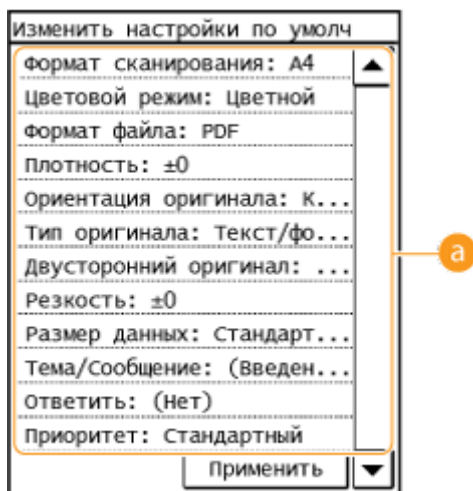 Изменить настройки по умолч
Формат сканирования: A4
Цветовой режим: Цветной
Формат файла: PDF
Плотность: ±0
Ориентация оригинала: К...
Тип оригинала: Текст/фо...
Двусторонний оригинал: ...
Резкость: ±0
Размер данных: Стандарт...
Тема/Сообщение: (Введен...
Ответить: (Нет)
Приоритет: Стандартный
Применить
a